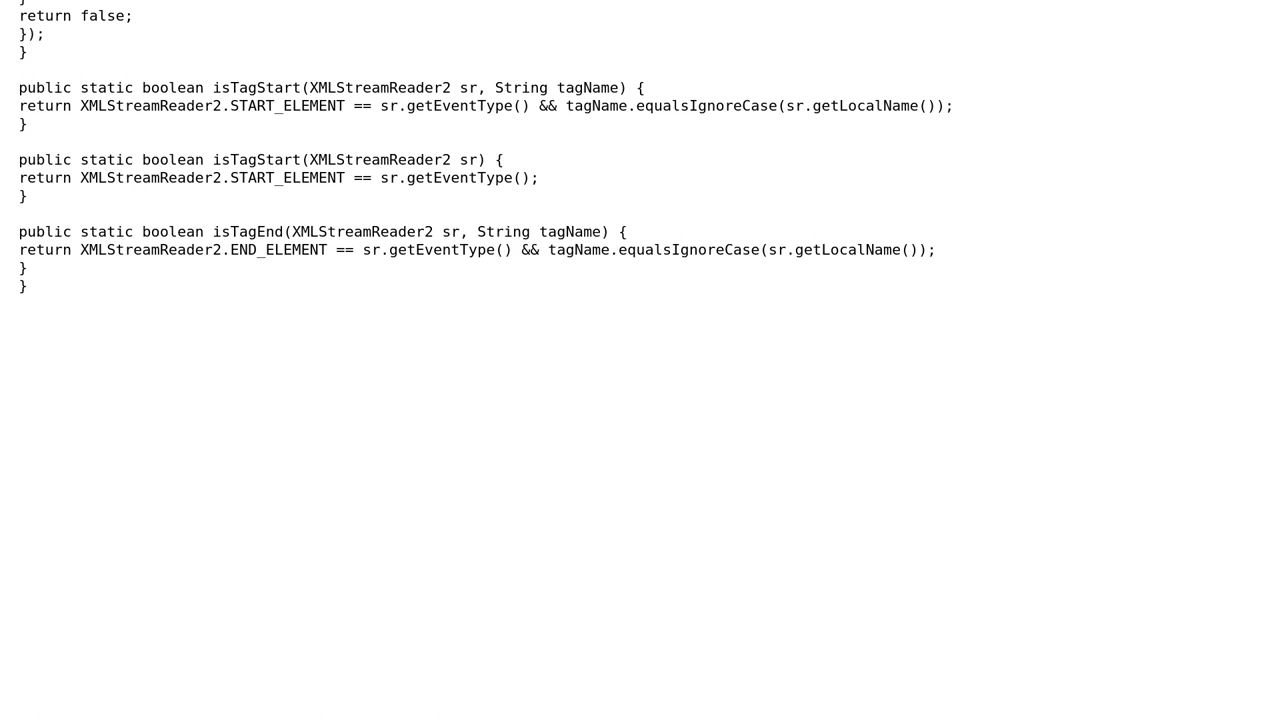 }
return false;
});
}

public static boolean isTagStart(XMLStreamReader2 sr, String tagName) {
return XMLStreamReader2.START_ELEMENT == sr.getEventType() && tagName.equalsIgnoreCase(sr.getLocalName());
}

public static boolean isTagStart(XMLStreamReader2 sr) {
return XMLStreamReader2.START_ELEMENT == sr.getEventType();
}

public static boolean isTagEnd(XMLStreamReader2 sr, String tagName) {
return XMLStreamReader2.END_ELEMENT == sr.getEventType() && tagName.equalsIgnoreCase(sr.getLocalName());
}
}